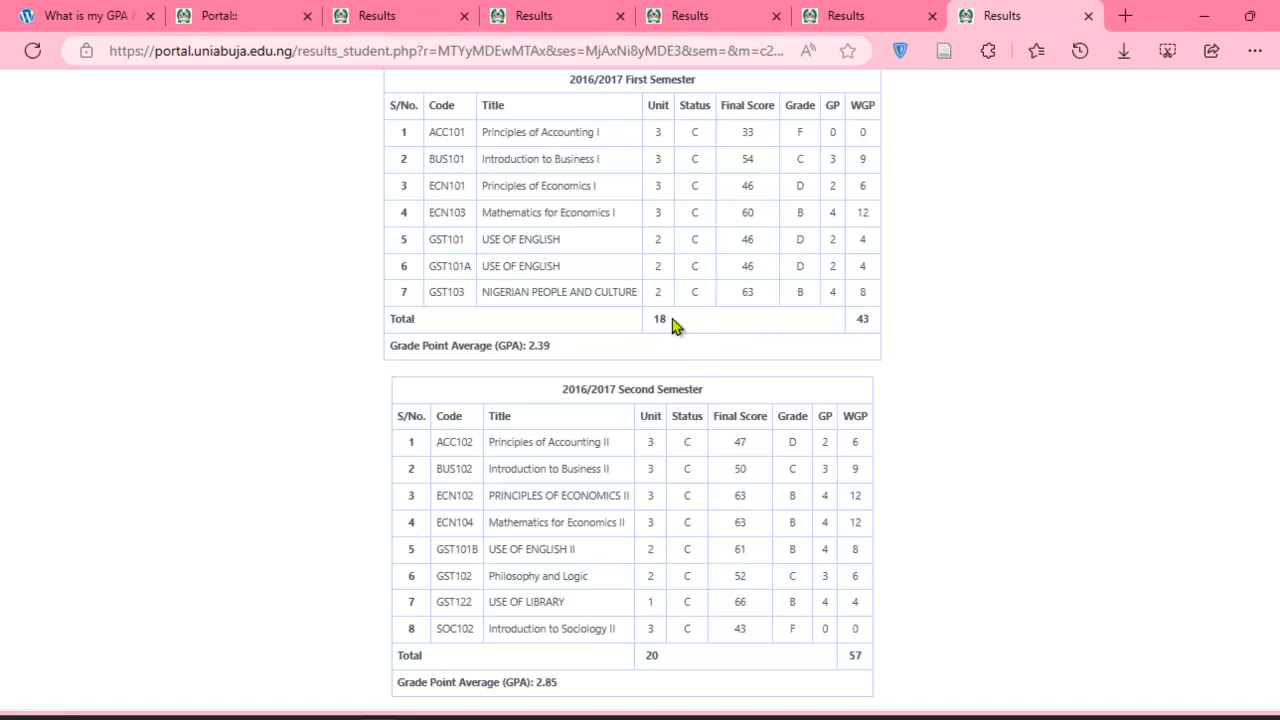 What is my GPA &
Portal::
Results
Results
Results
Results
Results
https://portal.uniabuja.edu.ng/results_student.php?r=MTYyMDEwMTAx&ses=MjAxNi8yMDE3&sem=&m=c2...
2016/2017 First Semester
S/No. Code Title Unit Status Final Score Grade GP WGP
1 ACC101 Principles of Accounting I 3 C 33 F 0 0
2 BUS101 Introduction to Business I 3 C 54 C 3 9
3 ECN101 Principles of Economics I 3 C 46 D 2 6
4 ECN103 Mathematics for Economics I 3 C 60 B 4 12
5 GST101 USE OF ENGLISH 2 C 46 D 2 4
6 GST101A USE OF ENGLISH 2 C 46 D 2 4
7 GST103 NIGERIAN PEOPLE AND CULTURE 2 C 63 B 4 8
Total 18 43
Grade Point Average (GPA): 2.39
2016/2017 Second Semester
S/No. Code Title Unit Status Final Score Grade GP WGP
1 ACC102 Principles of Accounting II 3 C 47 D 2 6
2 BUS102 Introduction to Business II 3 C 50 C 3 9
3 ECN102 PRINCIPLES OF ECONOMICS II 3 C 63 B 4 12
4 ECN104 Mathematics for Economics II 3 C 63 B 4 12
5 GST101B USE OF ENGLISH II 2 C 61 B 4 8
6 GST102 Philosophy and Logic 2 C 52 C 3 6
7 GST122 USE OF LIBRARY 1 C 66 B 4 4
8 SOC102 Introduction to Sociology II 3 C 43 F 0 0
Total 20 57
Grade Point Average (GPA): 2.85